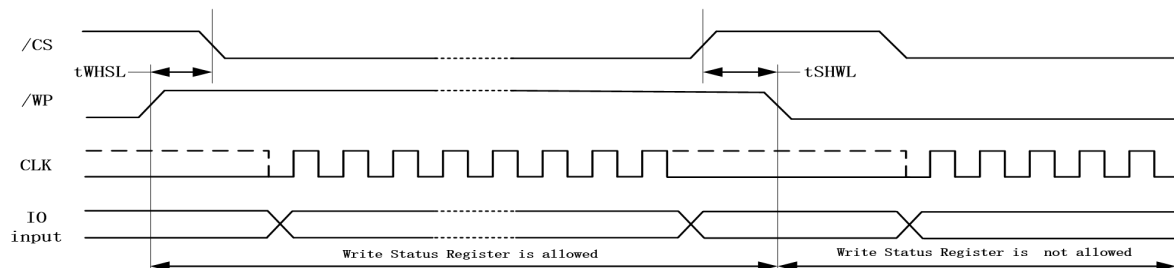 /CS
tWHSL
tSHWL
/WP
CLK
IO
input
Write Status Register is allowed
Write Status Register is not allowed